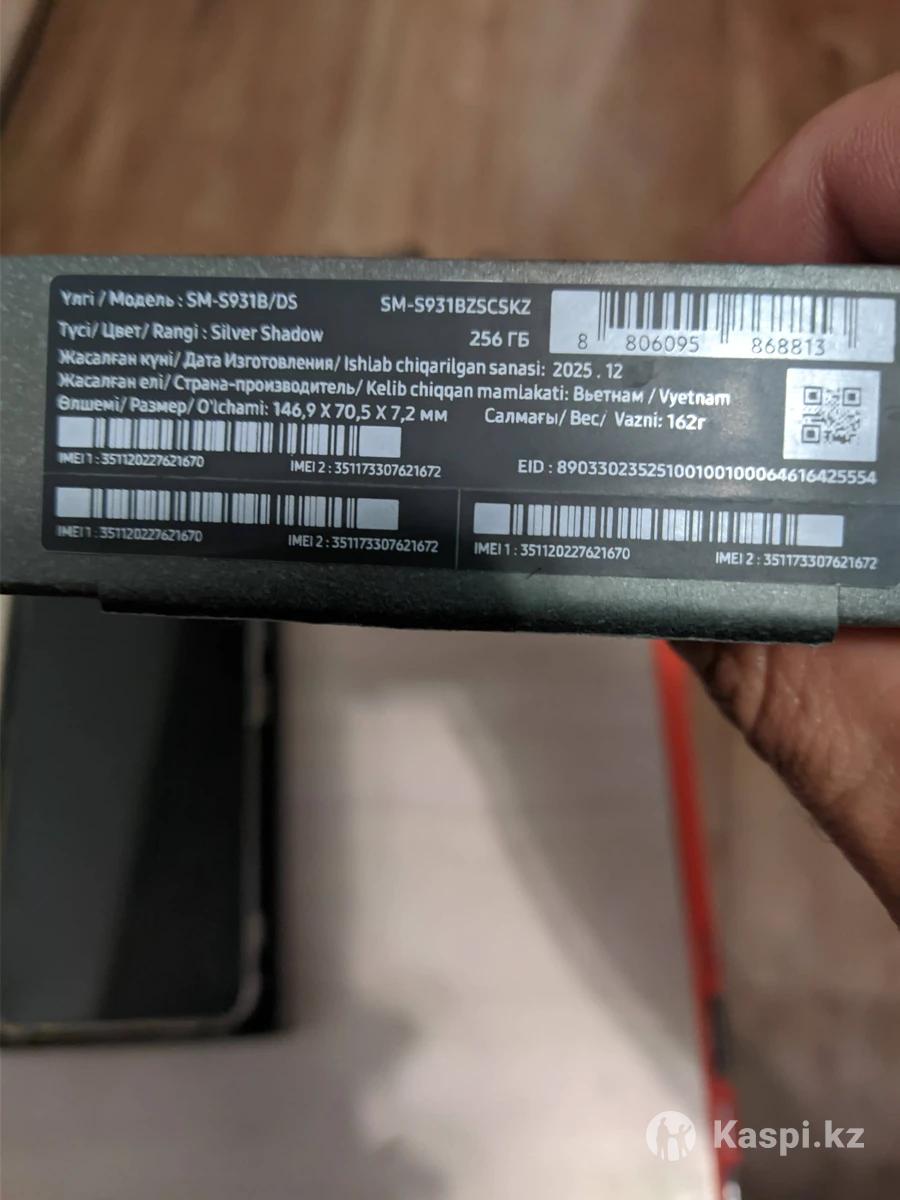 Үлгі / Модель : SM-S931B/DS SM-S931BZSCSKZ
Түсі/ Цвет/ Rangi : Silver Shadow 256 ГБ
8 806095 868813
Жасалған күні/ Дата Изготовления/ Ishlab chiqarilgan sanasi: 2025 . 12
Жасалған елі/ Страна-производитель/ Kelib chiqqan mamlakati: Вьетнам / Vyetnam
Өлшемі/ Размер/ O'lchami: 146,9 X 70,5 X 7,2 мм Салмағы/ Вес/ Vazni: 162г
IMEI 1 : 351120227621670 IMEI 2 : 351173307621672 EID : 89033023525100100100064616425554
IMEI 1 : 351120227621670 IMEI 2 : 351173307621672 IMEI 1 : 351120227621670 IMEI 2 : 351173307621672
Kaspi.kz